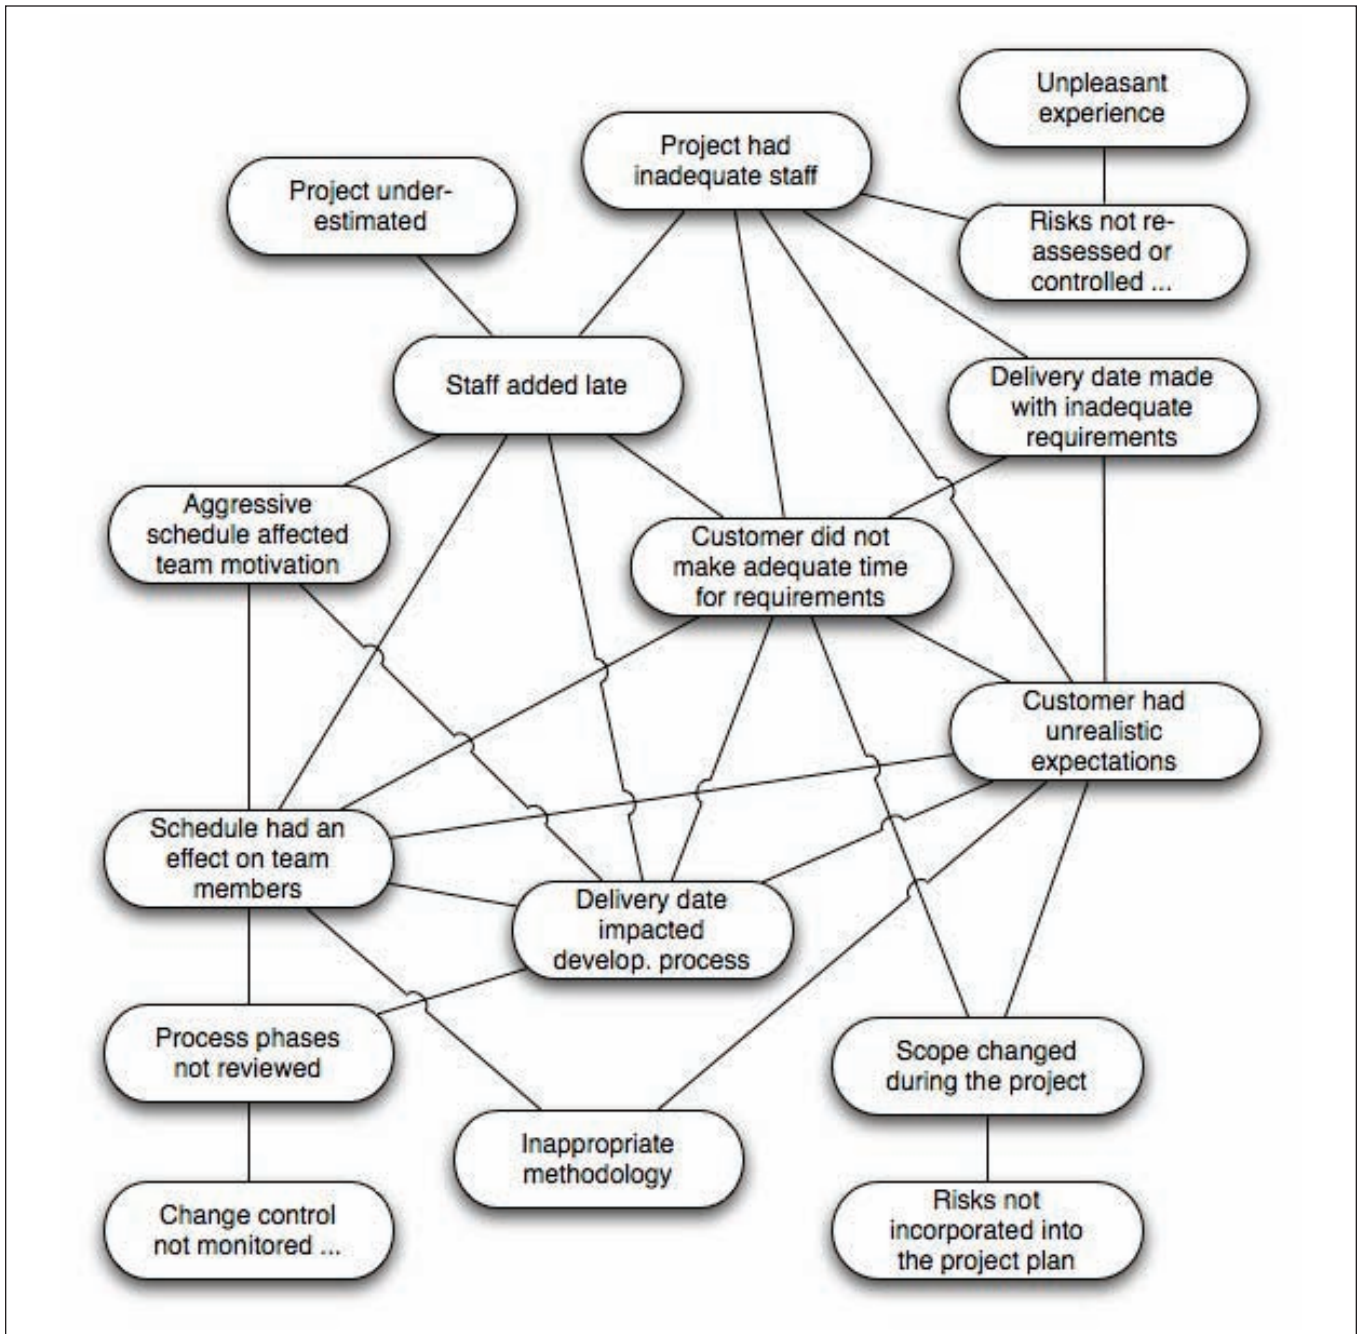 Unpleasant
experience
Project had
inadequate staff
Project under-
estimated
Risks not re-
assessed or
controlled ...
Staff added late
Delivery date made
with inadequate
requirements
Aggressive
schedule affected
team motivation
Customer did not
make adequate time
for requirements
Customer had
unrealistic
expectations
Schedule had an
effect on team
members
Delivery date
impacted
develop. process
Process phases
not reviewed
Scope changed
during the project
Inappropriate
methodology
Change control
not monitored ...
Risks not
incorporated into
the project plan